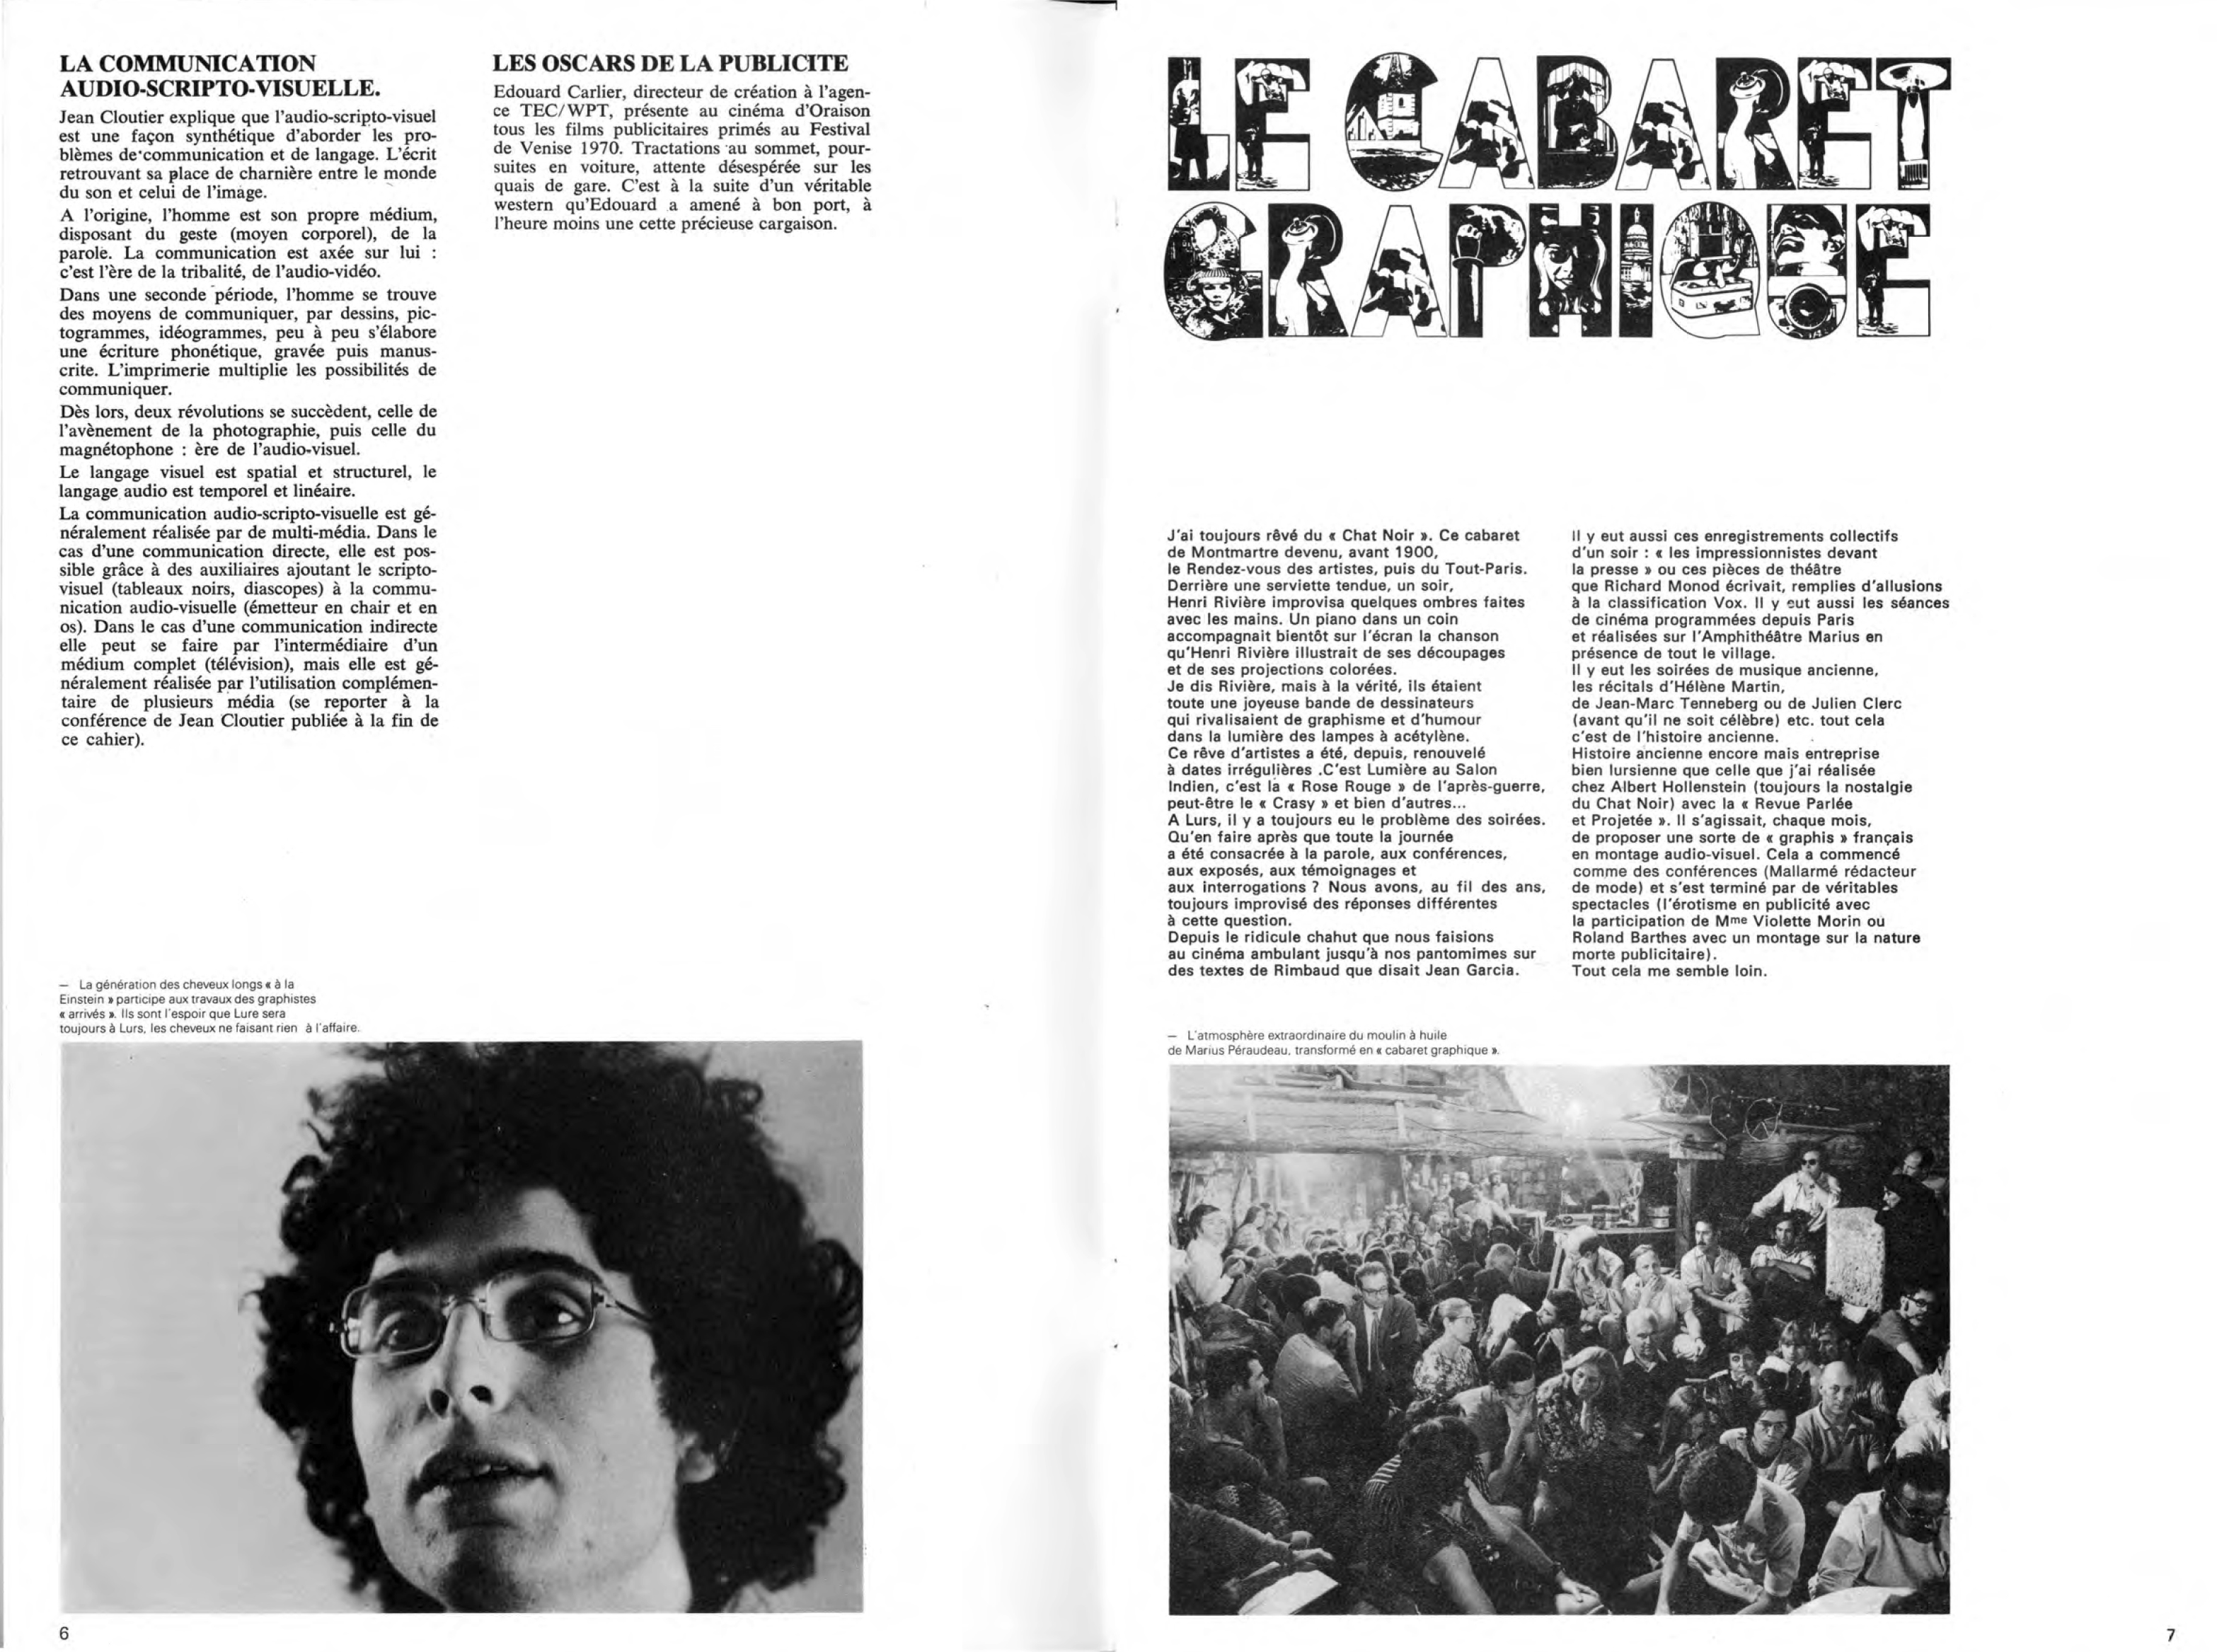 LA COMMUNICATION
AUDIO-SCRIPTO-VISUELLE.
Jean Cloutier explique que l'audio-scripto-visuel
est une façon synthétique d'aborder les pro-
blèmes de communication et de langage. L'écrit
retrouvant sa place de charnière entre le monde
du son et celui de l'image.
A l'origine, l'homme est son propre médium,
disposant du geste (moyen corporel), de la
parole. La communication est axée sur lui :
c'est l'ère de la tribalité, de l'audio-vidéo.
Dans une seconde période, l'homme se trouve
des moyens de communiquer, par dessins, pic-
togrammes, idéogrammes, peu à peu s'élabore
une écriture phonétique, gravée puis manus-
crite. L'imprimerie multiplie les possibilités de
communiquer.
Dès lors, deux révolutions se succèdent, celle de
l'avènement de la photographie, puis celle du
magnétophone : ère de l'audio-visuel.
Le langage visuel est spatial et structurel, le
langage audio est temporel et linéaire.
La communication audio-scripto-visuelle est gé-
néralement réalisée par de multi-média. Dans le
cas d'une communication directe, elle est pos-
sible grâce à des auxiliaires ajoutant le scripto-
visuel (tableaux noirs, diascopes) à la commu-
nication audio-visuelle (émetteur en chair et en
os). Dans le cas d'une communication indirecte
elle peut se faire par l'intermédiaire d'un
médium complet (télévision), mais elle est gé-
néralement réalisée par l'utilisation complémen-
taire de plusieurs média (se reporter à la
conférence de Jean Cloutier publiée à la fin de
ce cahier).
LES OSCARS DE LA PUBLICITE
Edouard Carlier, directeur de création à l'agen-
ce TEC/WPT, présente au cinéma d'Oraison
tous les films publicitaires primés au Festival
de Venise 1970. Tractations au sommet, pour-
suites en voiture, attente désespérée sur les
quais de gare. C'est à la suite d'un véritable
western qu'Edouard a amené à bon port, à
l'heure moins une cette précieuse cargaison.
— La génération des cheveux longs « à la
Einstein » participe aux travaux des graphistes
« arrivés ». Ils sont l'espoir que Lure sera
toujours à Lurs, les cheveux ne faisant rien à l'affaire.
6
LE CABARET
GRAPHIQUE
J'ai toujours rêvé du « Chat Noir ». Ce cabaret
de Montmartre devenu, avant 1900,
le Rendez-vous des artistes, puis du Tout-Paris.
Derrière une serviette tendue, un soir,
Henri Rivière improvisa quelques ombres faites
avec les mains. Un piano dans un coin
accompagnait bientôt sur l'écran la chanson
qu'Henri Rivière illustrait de ses découpages
et de ses projections colorées.
Je dis Rivière, mais à la vérité, ils étaient
toute une joyeuse bande de dessinateurs
qui rivalisaient de graphisme et d'humour
dans la lumière des lampes à acétylène.
Ce rêve d'artistes a été, depuis, renouvelé
à dates irrégulières .C'est Lumière au Salon
Indien, c'est la « Rose Rouge » de l'après-guerre,
peut-être le « Crasy » et bien d'autres...
A Lurs, il y a toujours eu le problème des soirées.
Qu'en faire après que toute la journée
a été consacrée à la parole, aux conférences,
aux exposés, aux témoignages et
aux interrogations ? Nous avons, au fil des ans,
toujours improvisé des réponses différentes
à cette question.
Depuis le ridicule chahut que nous faisions
au cinéma ambulant jusqu'à nos pantomimes sur
des textes de Rimbaud que disait Jean Garcia.
Il y eut aussi ces enregistrements collectifs
d'un soir : « les impressionnistes devant
la presse » ou ces pièces de théâtre
que Richard Monod écrivait, remplies d'allusions
à la classification Vox. Il y eut aussi les séances
de cinéma programmées depuis Paris
et réalisées sur l'Amphithéâtre Marius en
présence de tout le village.
Il y eut les soirées de musique ancienne,
les récitals d'Hélène Martin,
de Jean-Marc Tenneberg ou de Julien Clerc
(avant qu'il ne soit célèbre) etc. tout cela
c'est de l'histoire ancienne.
Histoire ancienne encore mais entreprise
bien lursienne que celle que j'ai réalisée
chez Albert Hollenstein (toujours la nostalgie
du Chat Noir) avec la « Revue Parlée
et Projetée ». Il s'agissait, chaque mois,
de proposer une sorte de « graphis » français
en montage audio-visuel. Cela a commencé
comme des conférences (Mallarmé rédacteur
de mode) et s'est terminé par de véritables
spectacles (l'érotisme en publicité avec
la participation de Mme Violette Morin ou
Roland Barthes avec un montage sur la nature
morte publicitaire).
Tout cela me semble loin.
— L'atmosphère extraordinaire du moulin à huile
de Marius Péraudeau, transformé en « cabaret graphique ».
7